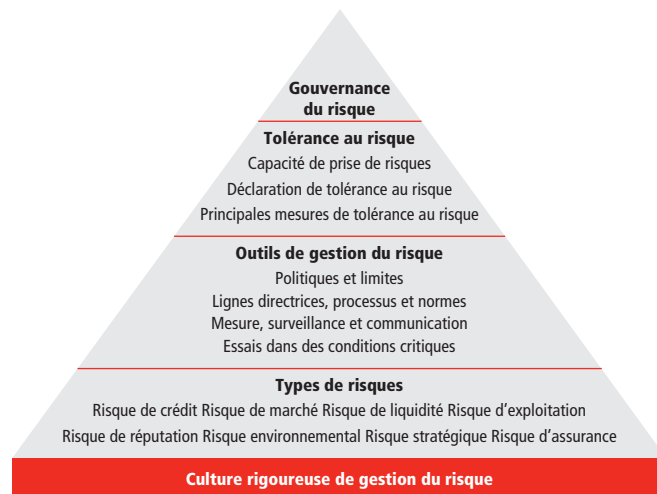 Gouvernance
du risque
Tolérance au risque
Capacité de prise de risques
Déclaration de tolérance au risque
Principales mesures de tolérance au risque
Outils de gestion du risque
Politiques et limites
Lignes directrices, processus et normes
Mesure, surveillance et communication
Essais dans des conditions critiques
Types de risques
Risque de crédit Risque de marché Risque de liquidité Risque d’exploitation
Risque de réputation Risque environnemental Risque stratégique Risque d’assurance
Culture rigoureuse de gestion du risque